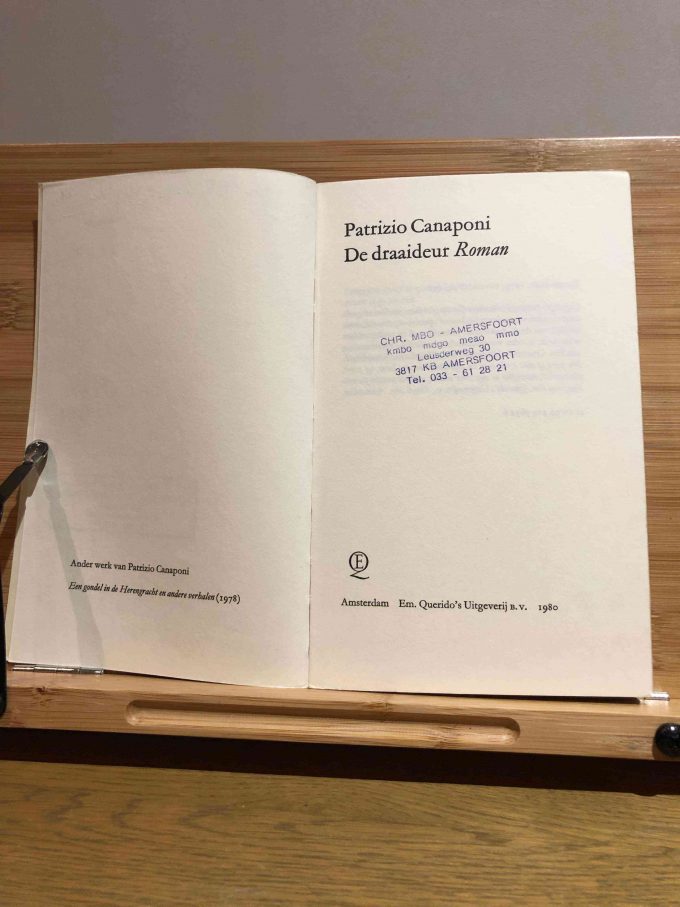 Ander werk van Patrizio Canaponi
Een gondel in de Herengracht en andere verhalen (1978)
Patrizio Canaponi
De draaideur Roman
CHR. MBO - AMERSFOORT
kmbo mdgo meao mmo
Leusderweg 30
3817 KB AMERSFOORT
Tel. 033 - 61 28 21
EQ
Amsterdam Em. Querido's Uitgeverij B.V. 1980